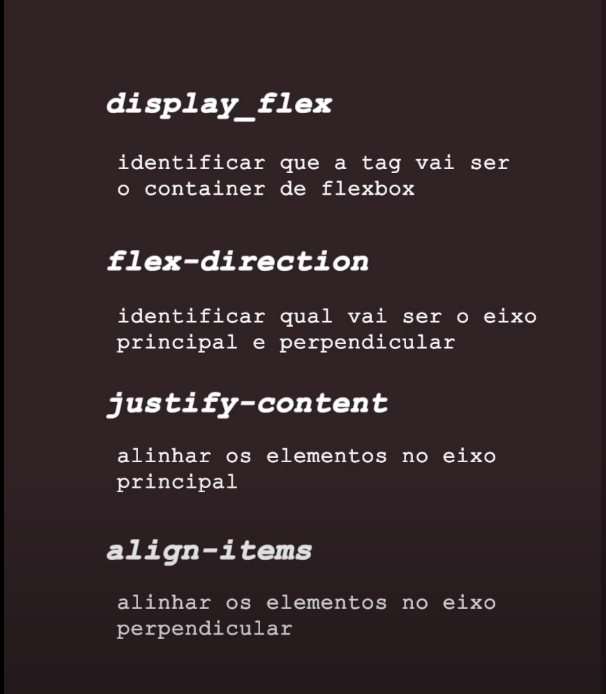 display_flex
identificar que a tag vai ser
o container de flexbox
flex-direction
identificar qual vai ser o eixo
principal e perpendicular
justify-content
alinhar os elementos no eixo
principal
align-items
alinhar os elementos no eixo
perpendicular